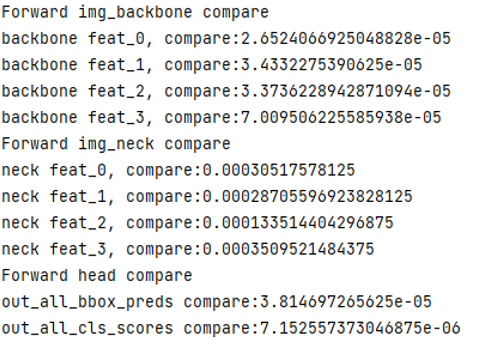 Forward img_backbone compare
backbone feat_0, compare:2.6524066925048828e-05
backbone feat_1, compare:3.4332275390625e-05
backbone feat_2, compare:3.3736228942871094e-05
backbone feat_3, compare:7.009506225585938e-05
Forward img_neck compare
neck feat_0, compare:0.00030517578125
neck feat_1, compare:0.00028705596923828125
neck feat_2, compare:0.000133514404296875
neck feat_3, compare:0.0003509521484375
Forward head compare
out_all_bbox_preds compare:3.814697265625e-05
out_all_cls_scores compare:7.152557373046875e-06